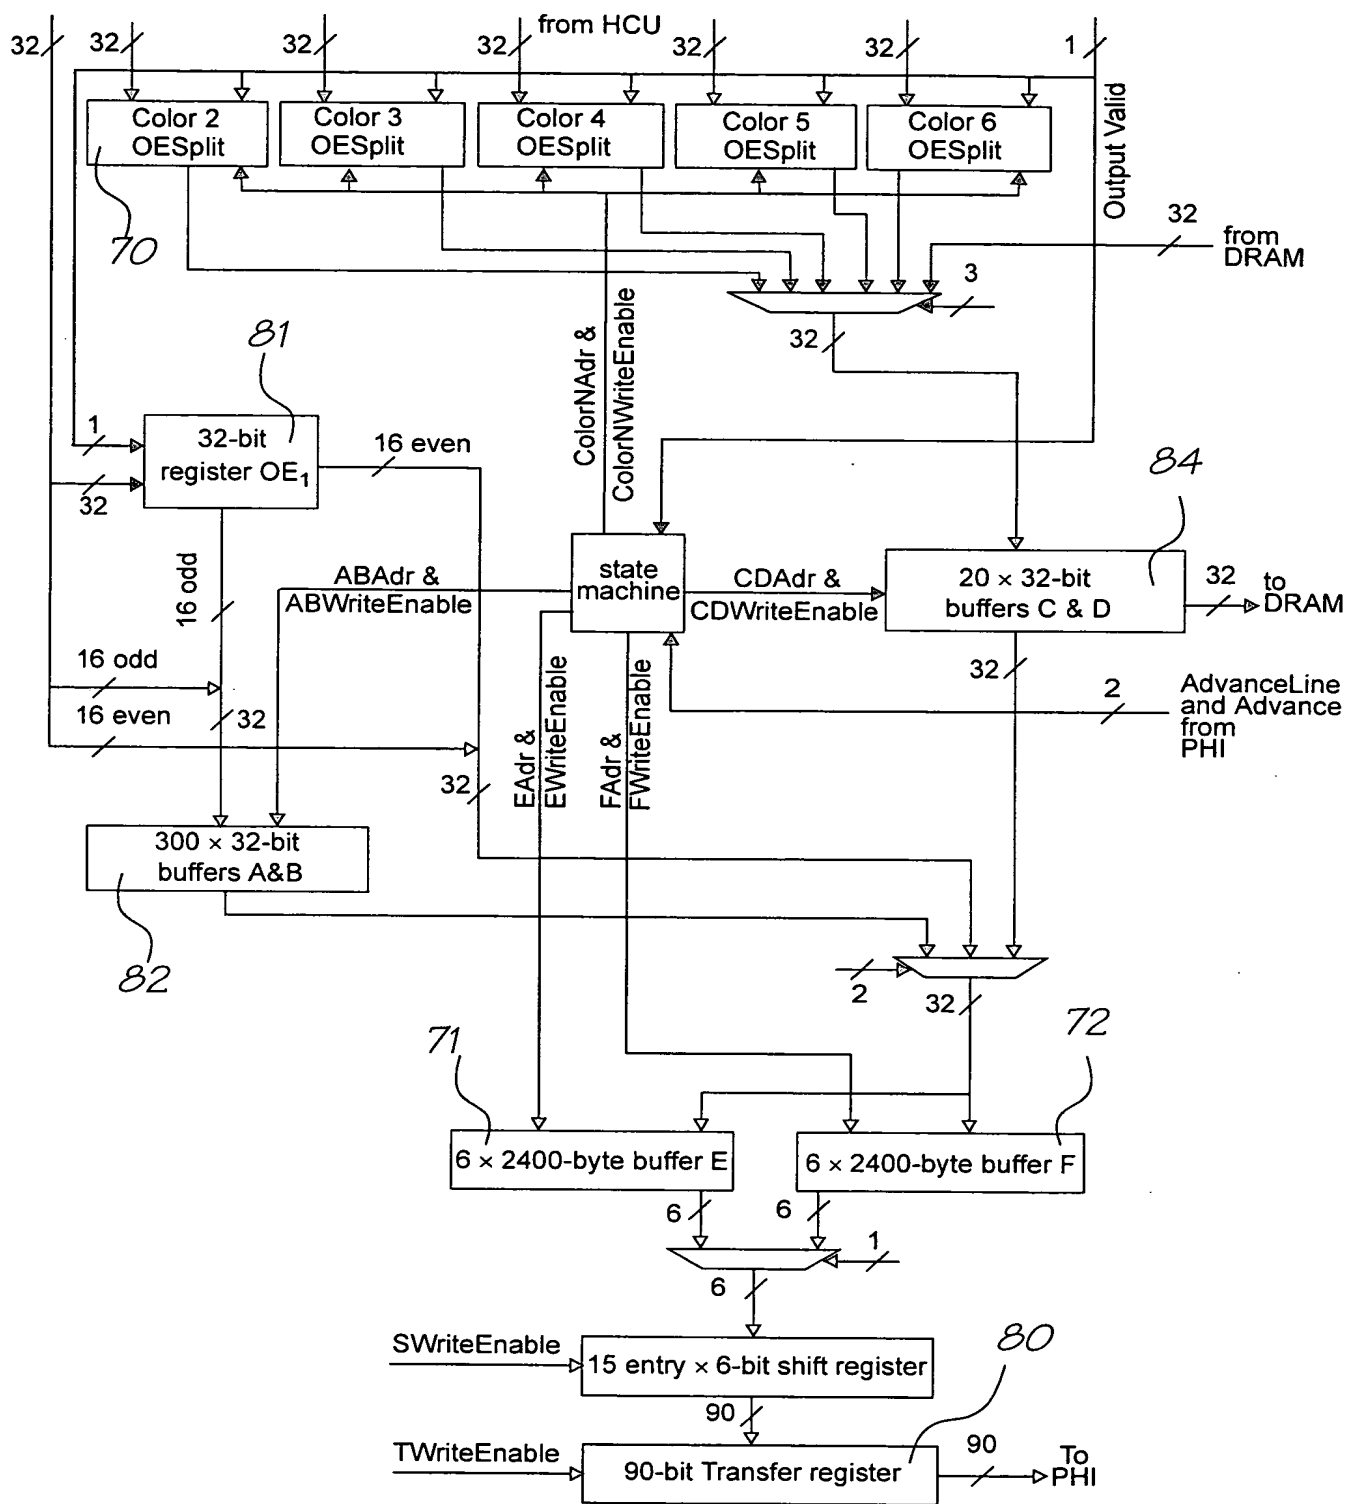 from HCU
32
32
32
32
32
32
1
Color 2
OESplit
Color 3
OESplit
Color 4
OESplit
Color 5
OESplit
Color 6
OESplit
Output Valid
70
32
from
DRAM
3
32
81
ColorNAdr &
ColorNWriteEnable
1
32-bit
register OE1
16 even
32
84
16 odd
ABAdr &
ABWriteEnable
state
machine
CDAdr &
CDWriteEnable
20 × 32-bit
buffers C & D
32
to
DRAM
16 odd
32
16 even
32
EAdr &
EWriteEnable
FAdr &
FWriteEnable
32
2
AdvanceLine
and Advance
from
PHI
300 × 32-bit
buffers A&B
82
2
32
71
72
6 × 2400-byte buffer E
6 × 2400-byte buffer F
6
6
1
6
80
SWriteEnable
15 entry × 6-bit shift register
90
TWriteEnable
90-bit Transfer register
90
To
PHI